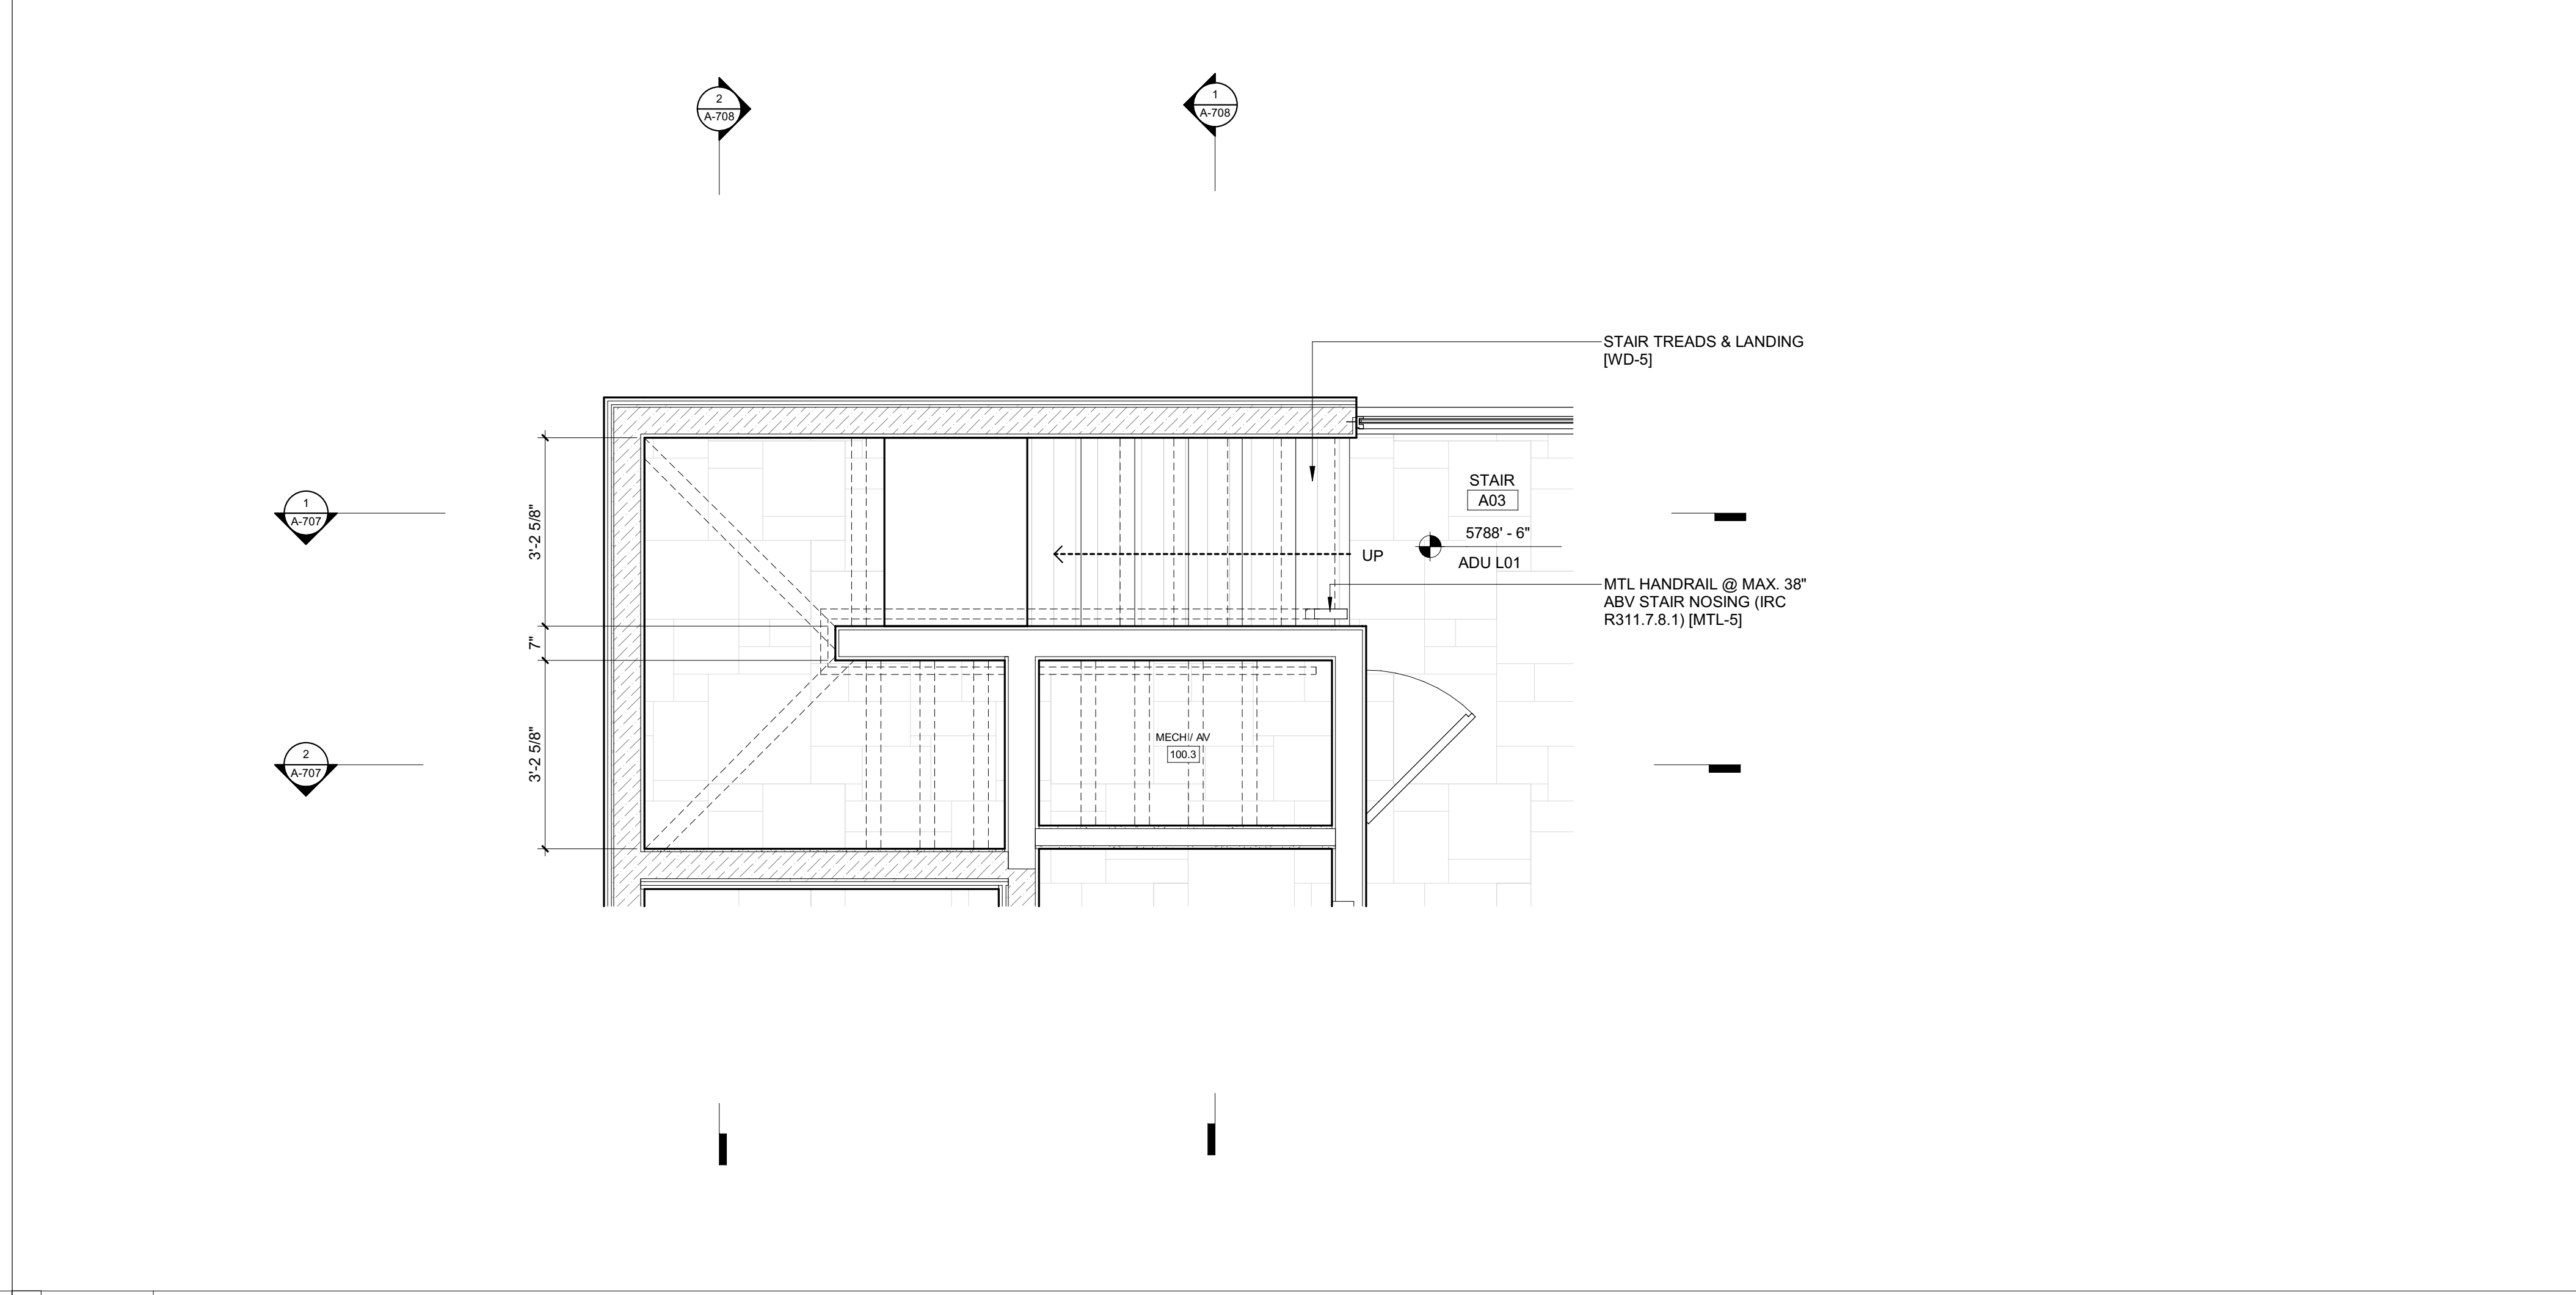 2
A-708
1
A-708
STAIR TREADS & LANDING
[WD-5]
STAIR
A03
1
A-707
3'-2 5/8"
5788' - 6"
UP
ADU L01
MTL HANDRAIL @ MAX. 38"
ABV STAIR NOSING (IRC
R311.7.8.1) [MTL-5]
7"
3'-2 5/8"
MECH / AV
100.3
2
A-707